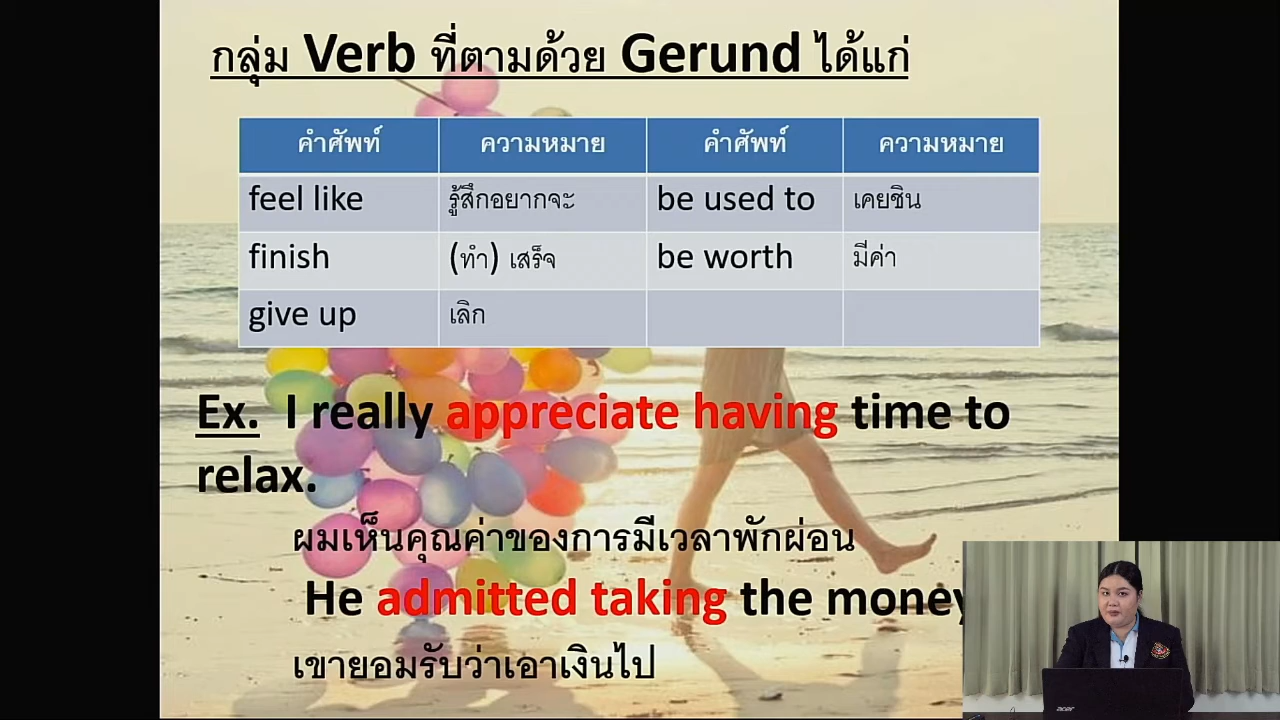 กลุ่ม Verb ที่ตามด้วย Gerund ได้แก่
คำศัพท์ ความหมาย คำศัพท์ ความหมาย
feel like รู้สึกอยากจะ be used to เคยชิน
finish (ทำ) เสร็จ be worth มีค่า
give up เลิก
Ex. I really appreciate having time to
relax.
ผมเห็นคุณค่าของการมีเวลาพักผ่อน
He admitted taking the money
เขายอมรับว่าเอาเงินไป
acer